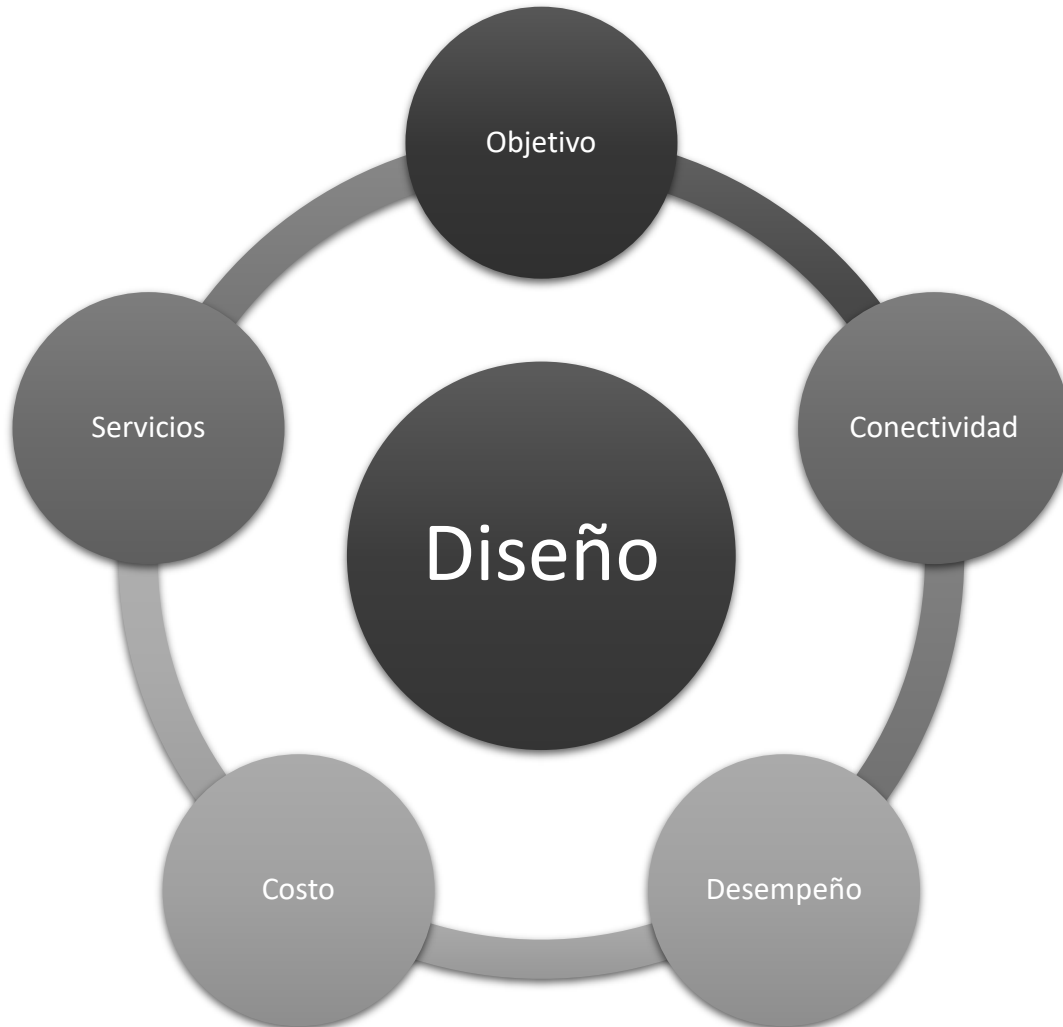 Objetivo
Servicios
Conectividad
Diseño
Costo
Desempeño